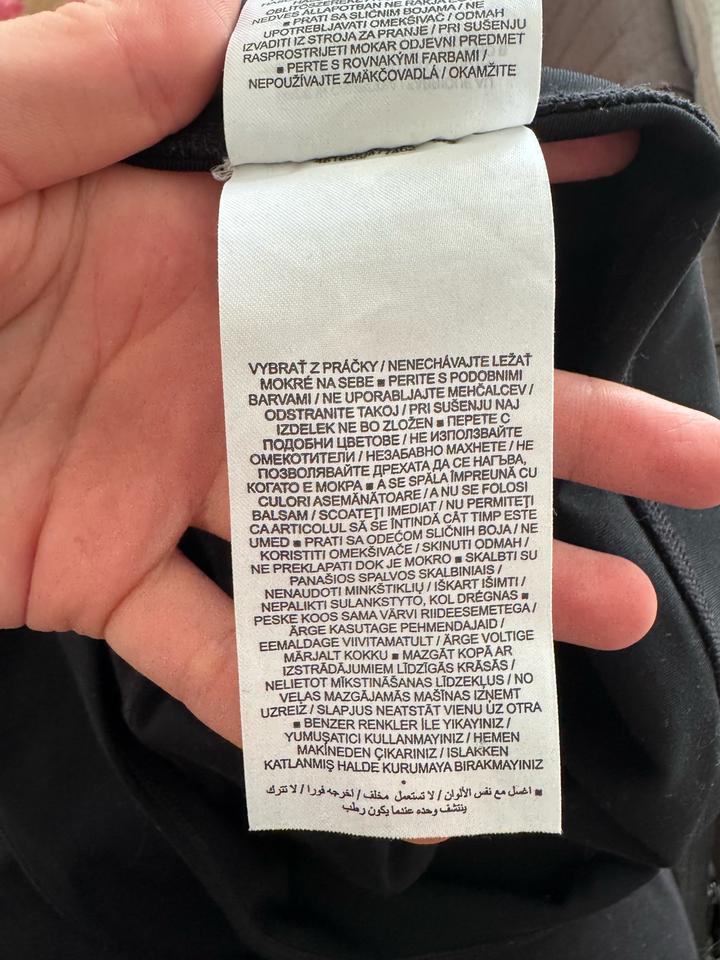 OBLITOSZEREKET
NEDVES ÁLLAPOTBAN NE RAKJA
■ PRATI SA SLIČNIM BOJAMA / NE
UPOTREBLJAVATI OMEKŠIVAČ / ODMAH
IZVADITI IZ STROJA ZA PRANJE / PRI SUŠENJU
RASPROSTRIJETI MOKAR ODJEVNI PREDMET
■ PERTE S ROVNAKÝMI FARBAMI /
NEPOUŽÍVAJTE ZMÄKČOVADLÁ / OKAMŽITE
VYBRAŤ Z PRÁČKY / NENECHÁVAJTE LEŽAŤ
MOKRÉ NA SEBE ■ PERITE S PODOBNIMI
BARVAMI / NE UPORABLJAJTE MEHČALCEV /
ODSTRANITE TAKOJ / PRI SUŠENJU NAJ
IZDELEK NE BO ZLOŽEN ■ ПЕРЕТЕ С
ПОДОБНИ ЦВЕТОВЕ / НЕ ИЗПОЛЗВАЙТЕ
ОМЕКОТИТЕЛИ / НЕЗАБАВНО МАХНЕТЕ / НЕ
ПОЗВОЛЯВАЙТЕ ДРЕХАТА ДА СЕ НАГЪВА,
КОГАТО Е МОКРА ■ A SE SPĂLA ÎMPREUNĂ CU
CULORI ASEMĂNĂTOARE / A NU SE FOLOSI
BALSAM / SCOATEȚI IMEDIAT / NU PERMITEȚI
CA ARTICOLUL SĂ SE ÎNTINDĂ CÂT TIMP ESTE
UMED ■ PRATI SA ODEĆOM SLIČNIH BOJA / NE
KORISTITI OMEKŠIVAČE / SKINUTI ODMAH /
NE PREKLAPATI DOK JE MOKRO ■ SKALBTI SU
PANAŠIOS SPALVOS SKALBINIAIS /
NENAUDOTI MINKŠTIKLIŲ / IŠKART IŠIMTI /
NEPALIKTI SULANKSTYTO, KOL DRĖGNAS ■
PESKE KOOS SAMA VÄRVI RIIDEESEMETEGA /
ÄRGE KASUTAGE PEHMENDAJAID /
EEMALDAGE VIIVITAMATULT / ÄRGE VOLTIGE
MÄRJALT KOKKU ■ MAZGĀT KOPĀ AR
IZSTRĀDĀJUMIEM LĪDZĪGĀS KRĀSĀS /
NELIETOT MĪKSTINĀŠANAS LĪDZEKĻUS / NO
VEĻAS MAZGĀJAMĀS MAŠĪNAS IZŅEMT
UZREIZ / SLAPJUS NEATSTĀT VIENU UZ OTRA
■ BENZER RENKLER İLE YIKAYINIZ /
YUMUŞATICI KULLANMAYINIZ / HEMEN
MAKİNEDEN ÇIKARINIZ / ISLAKKEN
KATLANMIŞ HALDE KURUMAYA BIRAKMAYINIZ
■ اغسل مع نفس الألوان / لا تستعمل مخلف / اخرجه فورا / لا تترك
ينتشف وحده عندما يكون رطب